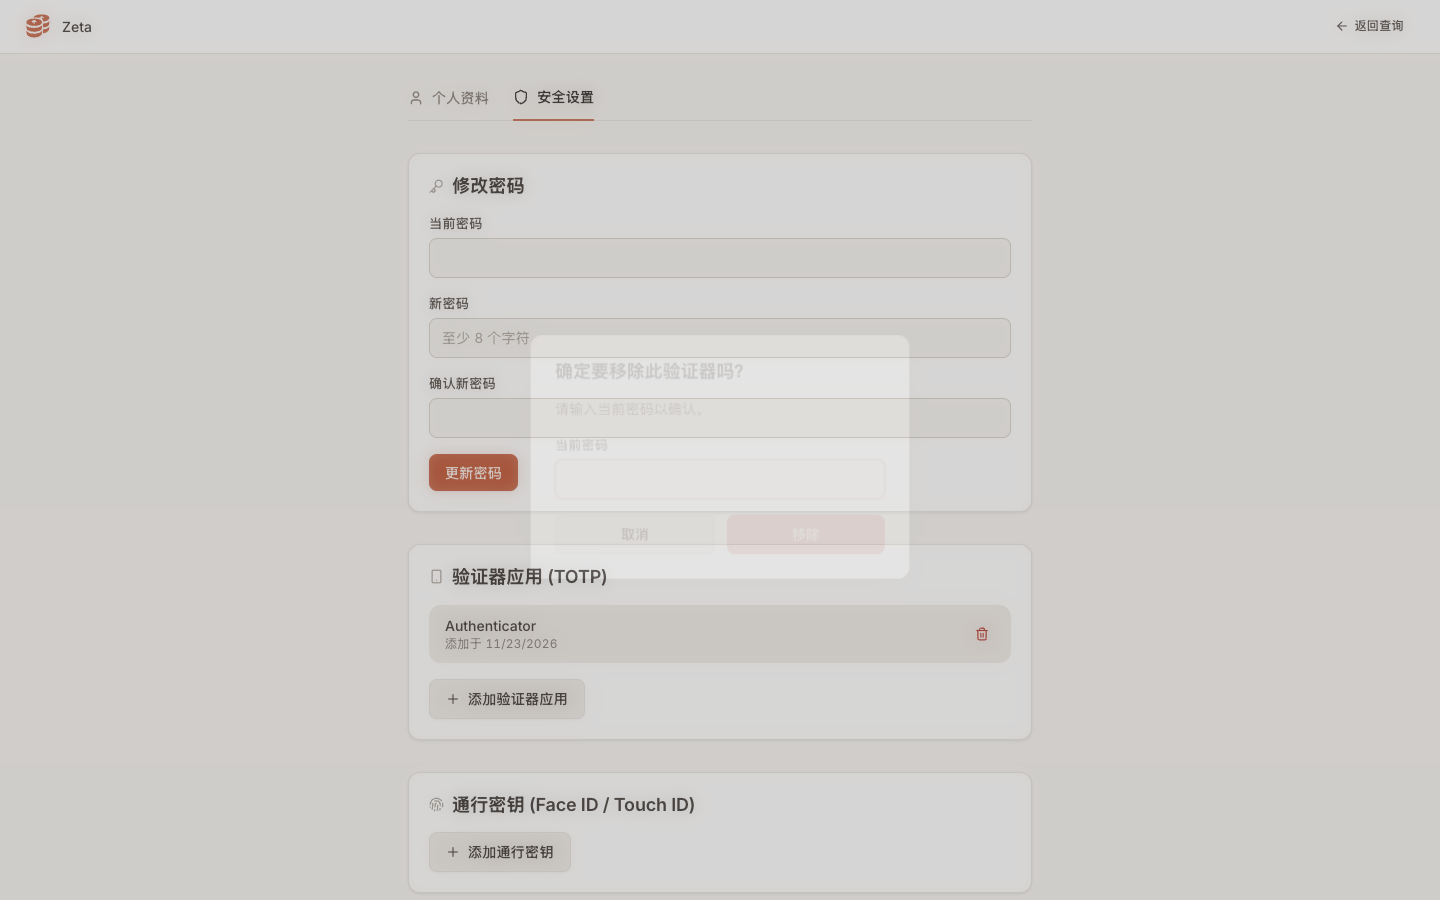 Zeta
返回查询
个人资料
安全设置
修改密码
当前密码
新密码
至少 8 个字符
确认新密码
更新密码
确定要移除此验证器吗?
请输入当前密码以确认。
当前密码
取消
移除
验证器应用 (TOTP)
Authenticator
添加于 11/23/2026
添加验证器应用
通行密钥 (Face ID / Touch ID)
添加通行密钥